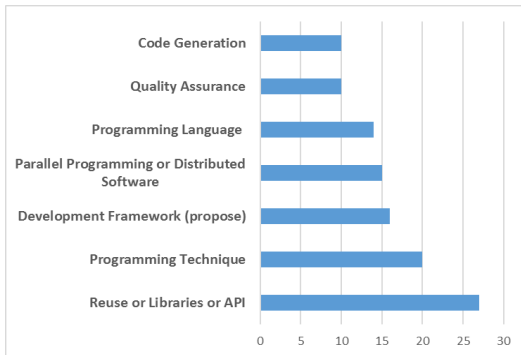 Code Generation
Quality Assurance
Programming Language
Parallel Programming or Distributed
Software
Development Framework (propose)
Programming Technique
Reuse or Libraries or API
0 5 10 15 20 25 30